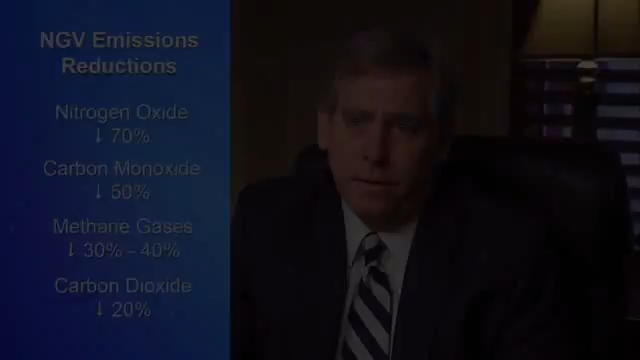 NGV Emissions
Reductions
Nitrogen Oxide
↓ 70%
Carbon Monoxide
↓ 50%
Methane Gases
↓ 30% – 40%
Carbon Dioxide
↓ 20%